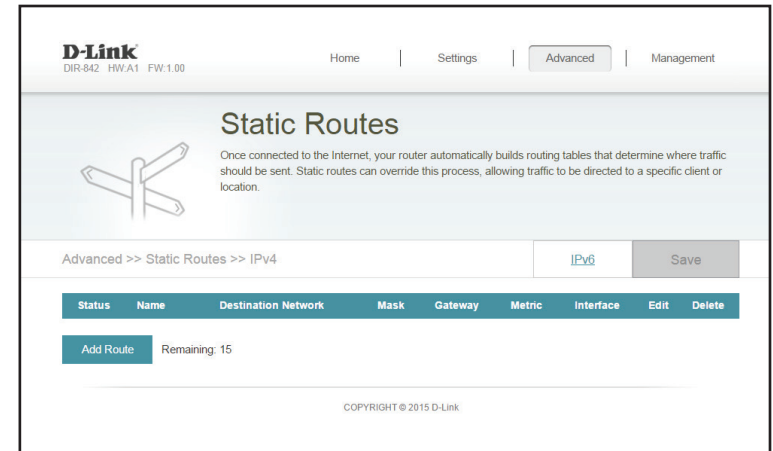 D-Link
DIR-842 HW:A1 FW:1.00
Home | Settings | Advanced | Management
Static Routes
Once connected to the Internet, your router automatically builds routing tables that determine where traffic
should be sent. Static routes can override this process, allowing traffic to be directed to a specific client or
location.
Advanced >> Static Routes >> IPv4
IPv6
Save
Status Name Destination Network Mask Gateway Metric Interface Edit Delete
Add Route
Remaining: 15
COPYRIGHT © 2015 D-Link